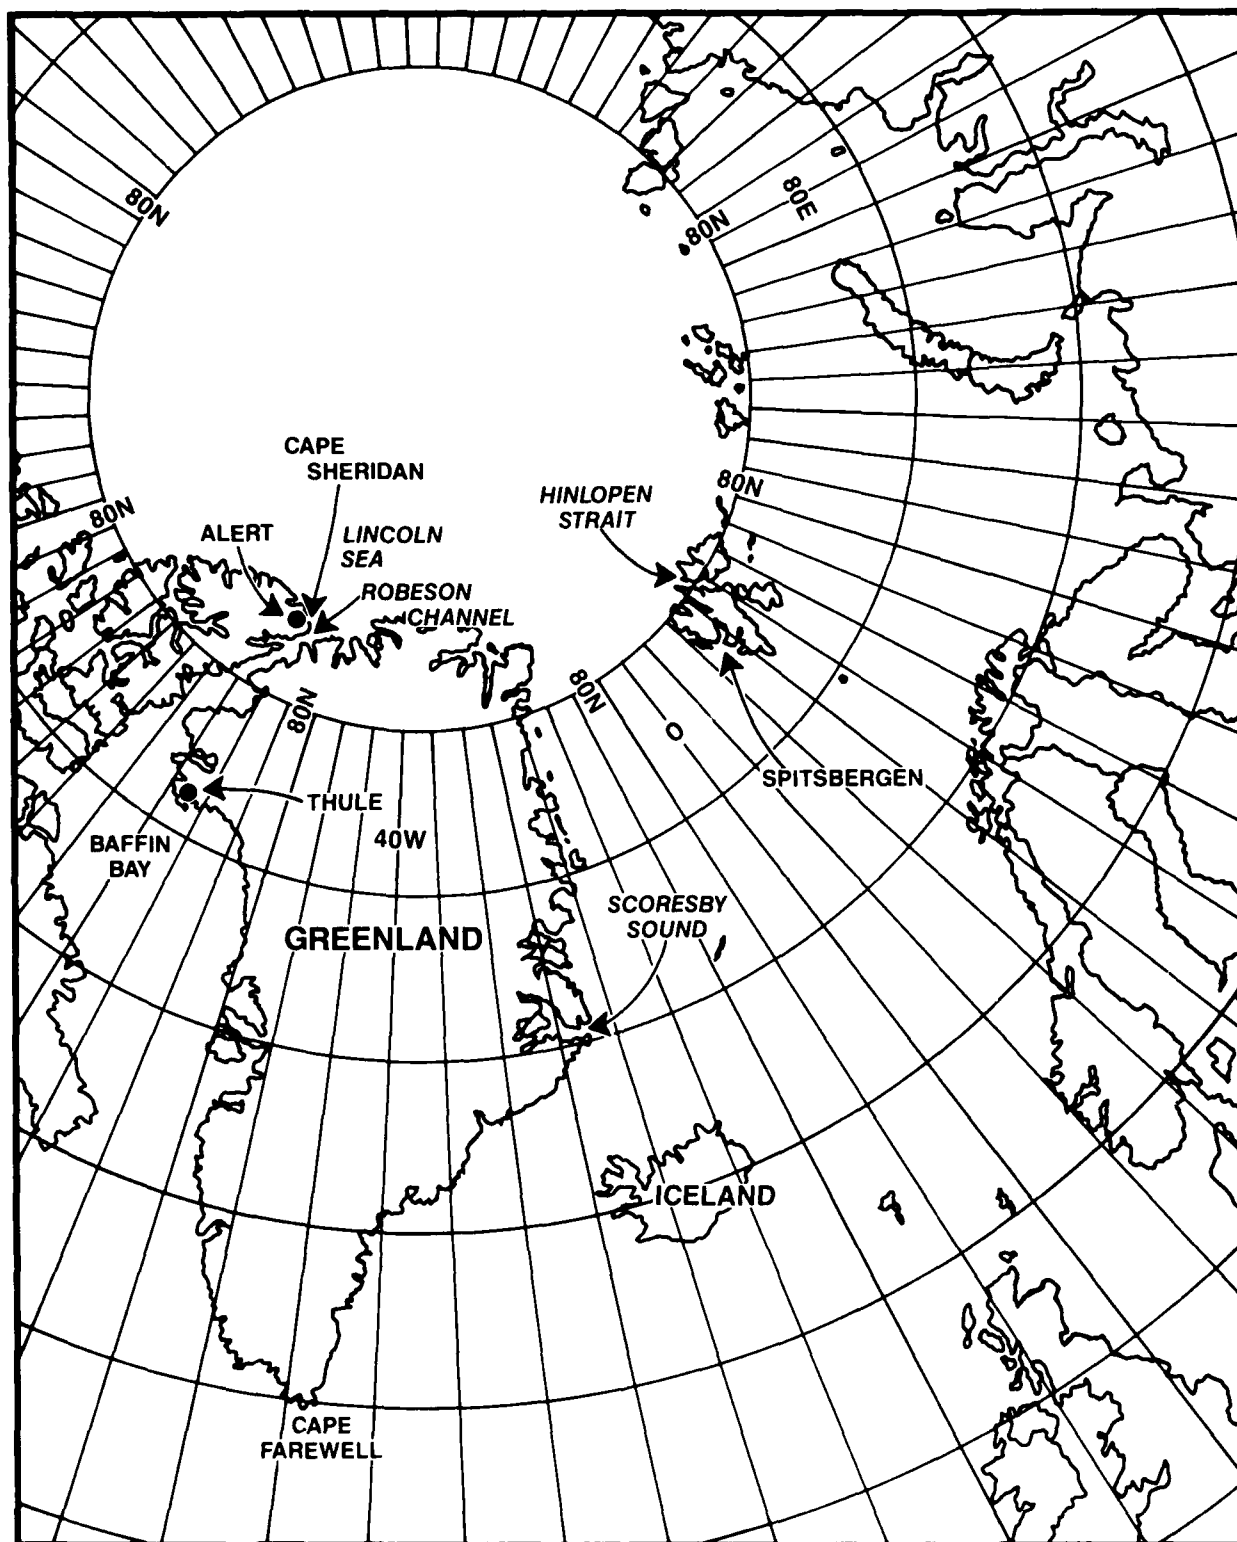 80N
80E
80N
CAPE
SHERIDAN
80N
HINLOPEN
STRAIT
80N
ALERT
LINCOLN
SEA
ROBESON
CHANNEL
80N
80N
0
SPITSBERGEN
THULE
40W
BAFFIN
BAY
SCORESBY
SOUND
GREENLAND
ICELAND
CAPE
FAREWELL